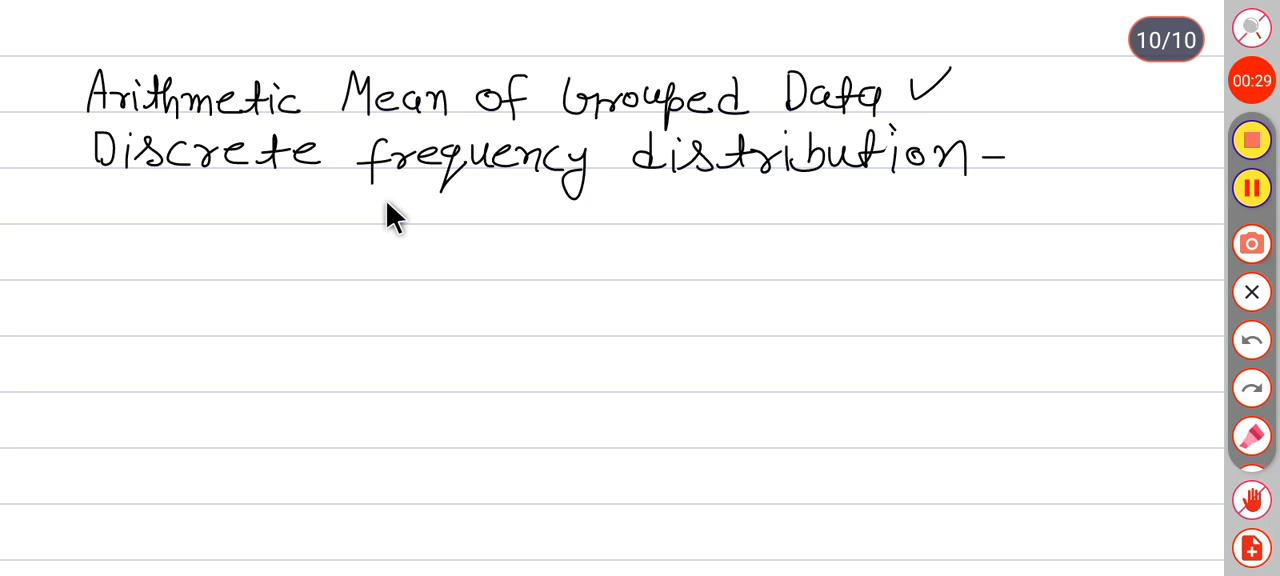 10/10
Arithmetic Mean of Grouped Data ✓
00:29
Discrete frequency distribution -